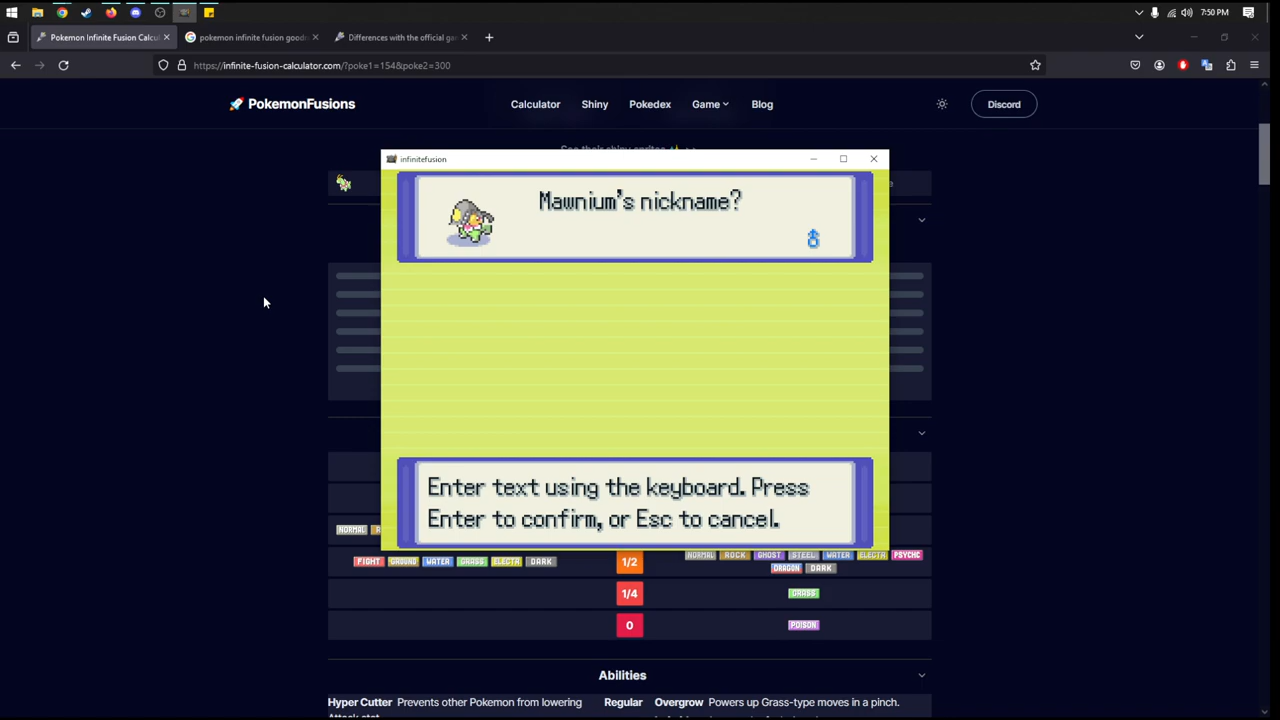 7:50 PM
Pokemon Infinite Fusion Calcul
pokemon infinite fusion goods
Differences with the official ga
https://infinite-fusion-calculator.com/?poke1=154&poke2=300
PokemonFusions
Calculator
Shiny
Pokedex
Game
Blog
Discord
infinitefusion
Mawnium's nickname?
Enter text using the keyboard. Press
Enter to confirm, or Esc to cancel.
NORMAL
FIGHT GROUND WATER GRASS ELECTR DARK
1/2
NORMAL ROCK GHOST STEEL WATER ELECTR PSYCHC
DRAGON DARK
1/4
GRASS
0
POISON
Abilities
Hyper Cutter Prevents other Pokemon from lowering
Regular
Overgrow Powers up Grass-type moves in a pinch.